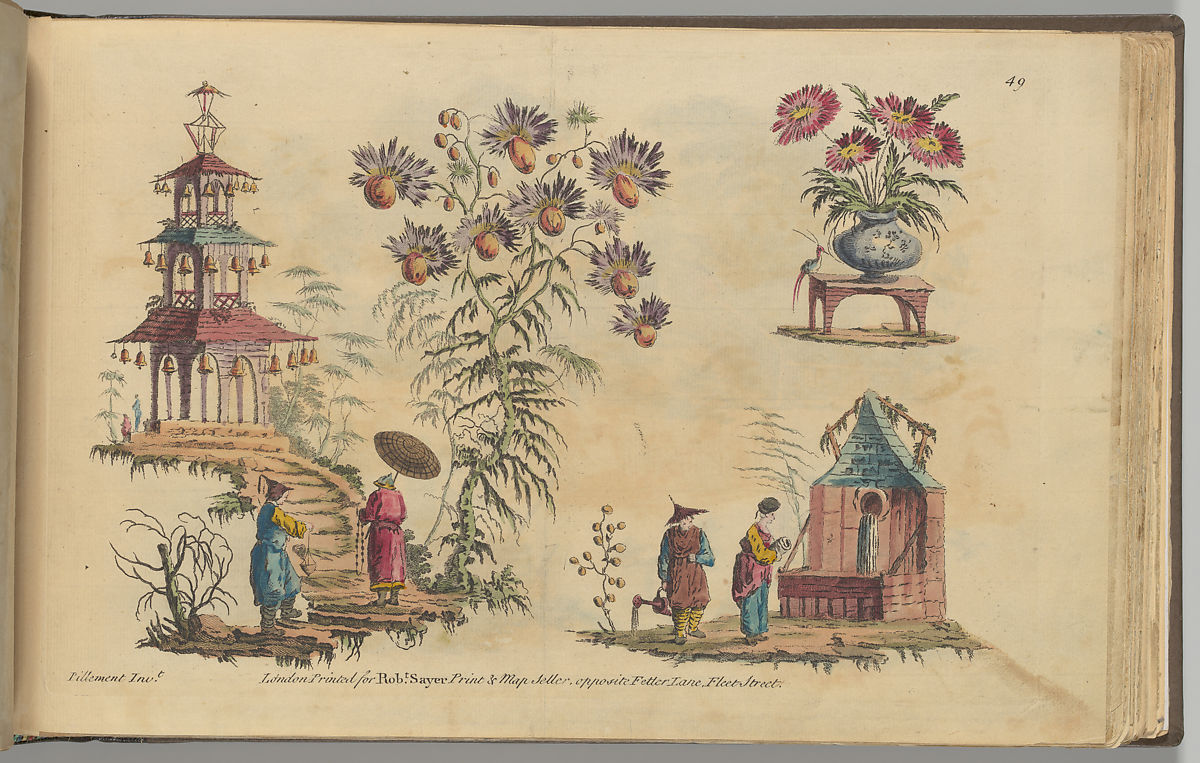 49
Pillement Inv.t
London Printed for Rob.t Sayer Print & Map Seller, opposite Fetter Lane, Fleet Street.